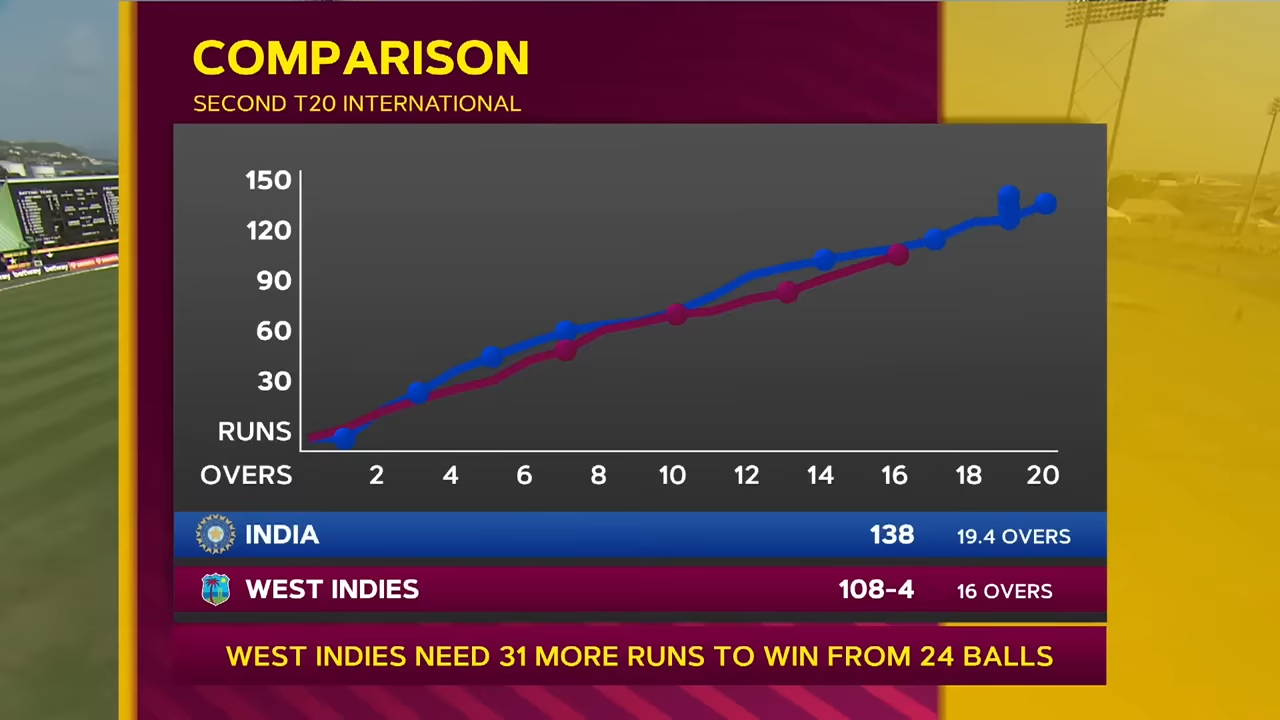 COMPARISON
SECOND T20 INTERNATIONAL
150
120
90
60
30
RUNS
OVERS 2 4 6 8 10 12 14 16 18 20
INDIA 138 19.4 OVERS
WEST INDIES 108-4 16 OVERS
WEST INDIES NEED 31 MORE RUNS TO WIN FROM 24 BALLS
betway